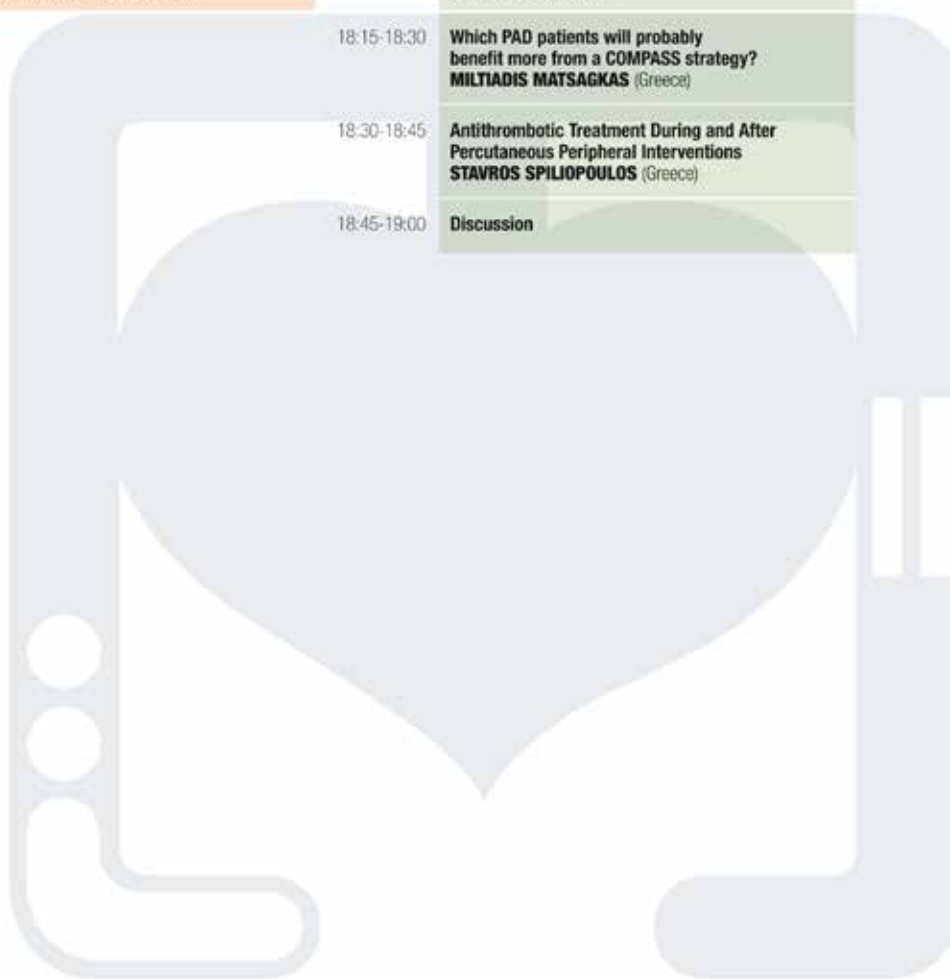 18:15-18:30
Which PAD patients will probably
benefit more from a COMPASS strategy?
MILTIADIS MATSAGKAS (Greece)
18:30-18:45
Antithrombotic Treatment During and After
Percutaneous Peripheral Interventions
STAVROS SPILIOPOULOS (Greece)
18:45-19:00
Discussion